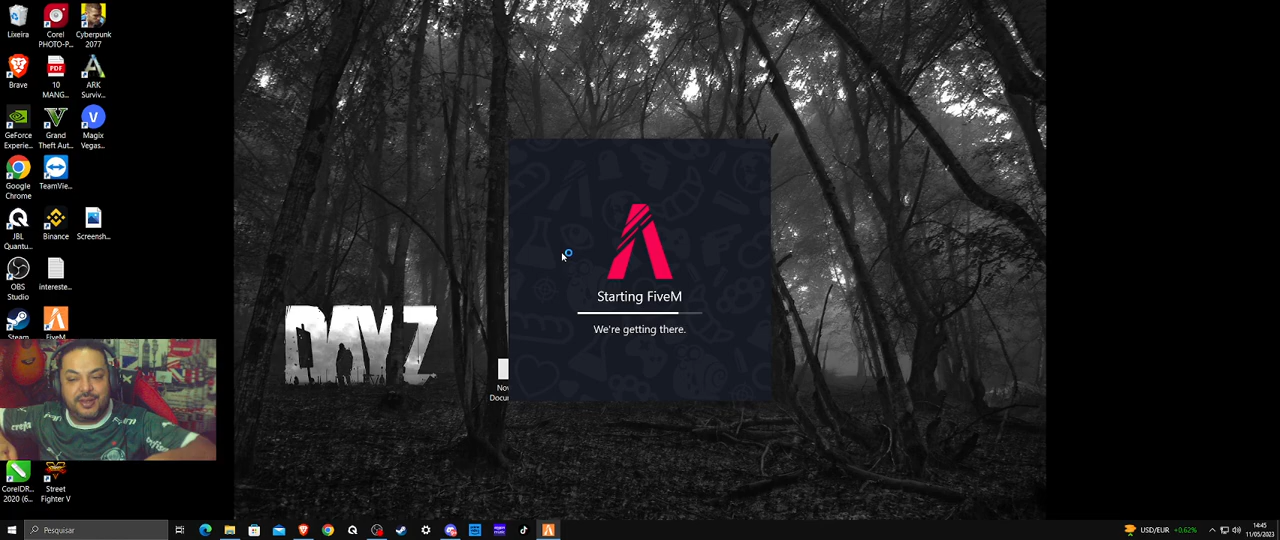 Lixeira
Corel
PHOTO-P...
Cyberpunk
2077
Brave
PDF
10
MANG...
ARK
Surviv...
GeForce
Experie...
Grand
Theft Aut...
Magix
Vegas...
Google
Chrome
TeamVie...
JBL
Quantu...
Binance
Screensh...
OBS
Studio
interesse...
Steam
FiveM
DAYZ
Starting FiveM
We're getting there.
CorelDR...
2020 (6...
Street
Fighter V
Pesquisar
USD/EUR +0,62%
14:45
11/05/2023